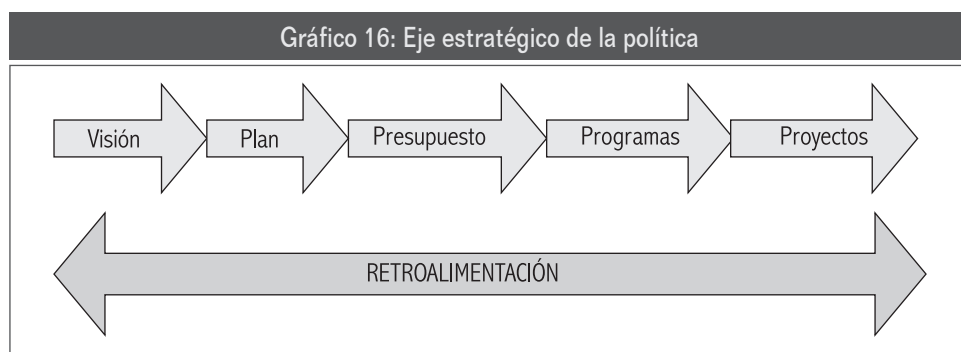 Gráfico 16: Eje estratégico de la política
Visión Plan Presupuesto Programas Proyectos
RETROALIMENTACIÓN